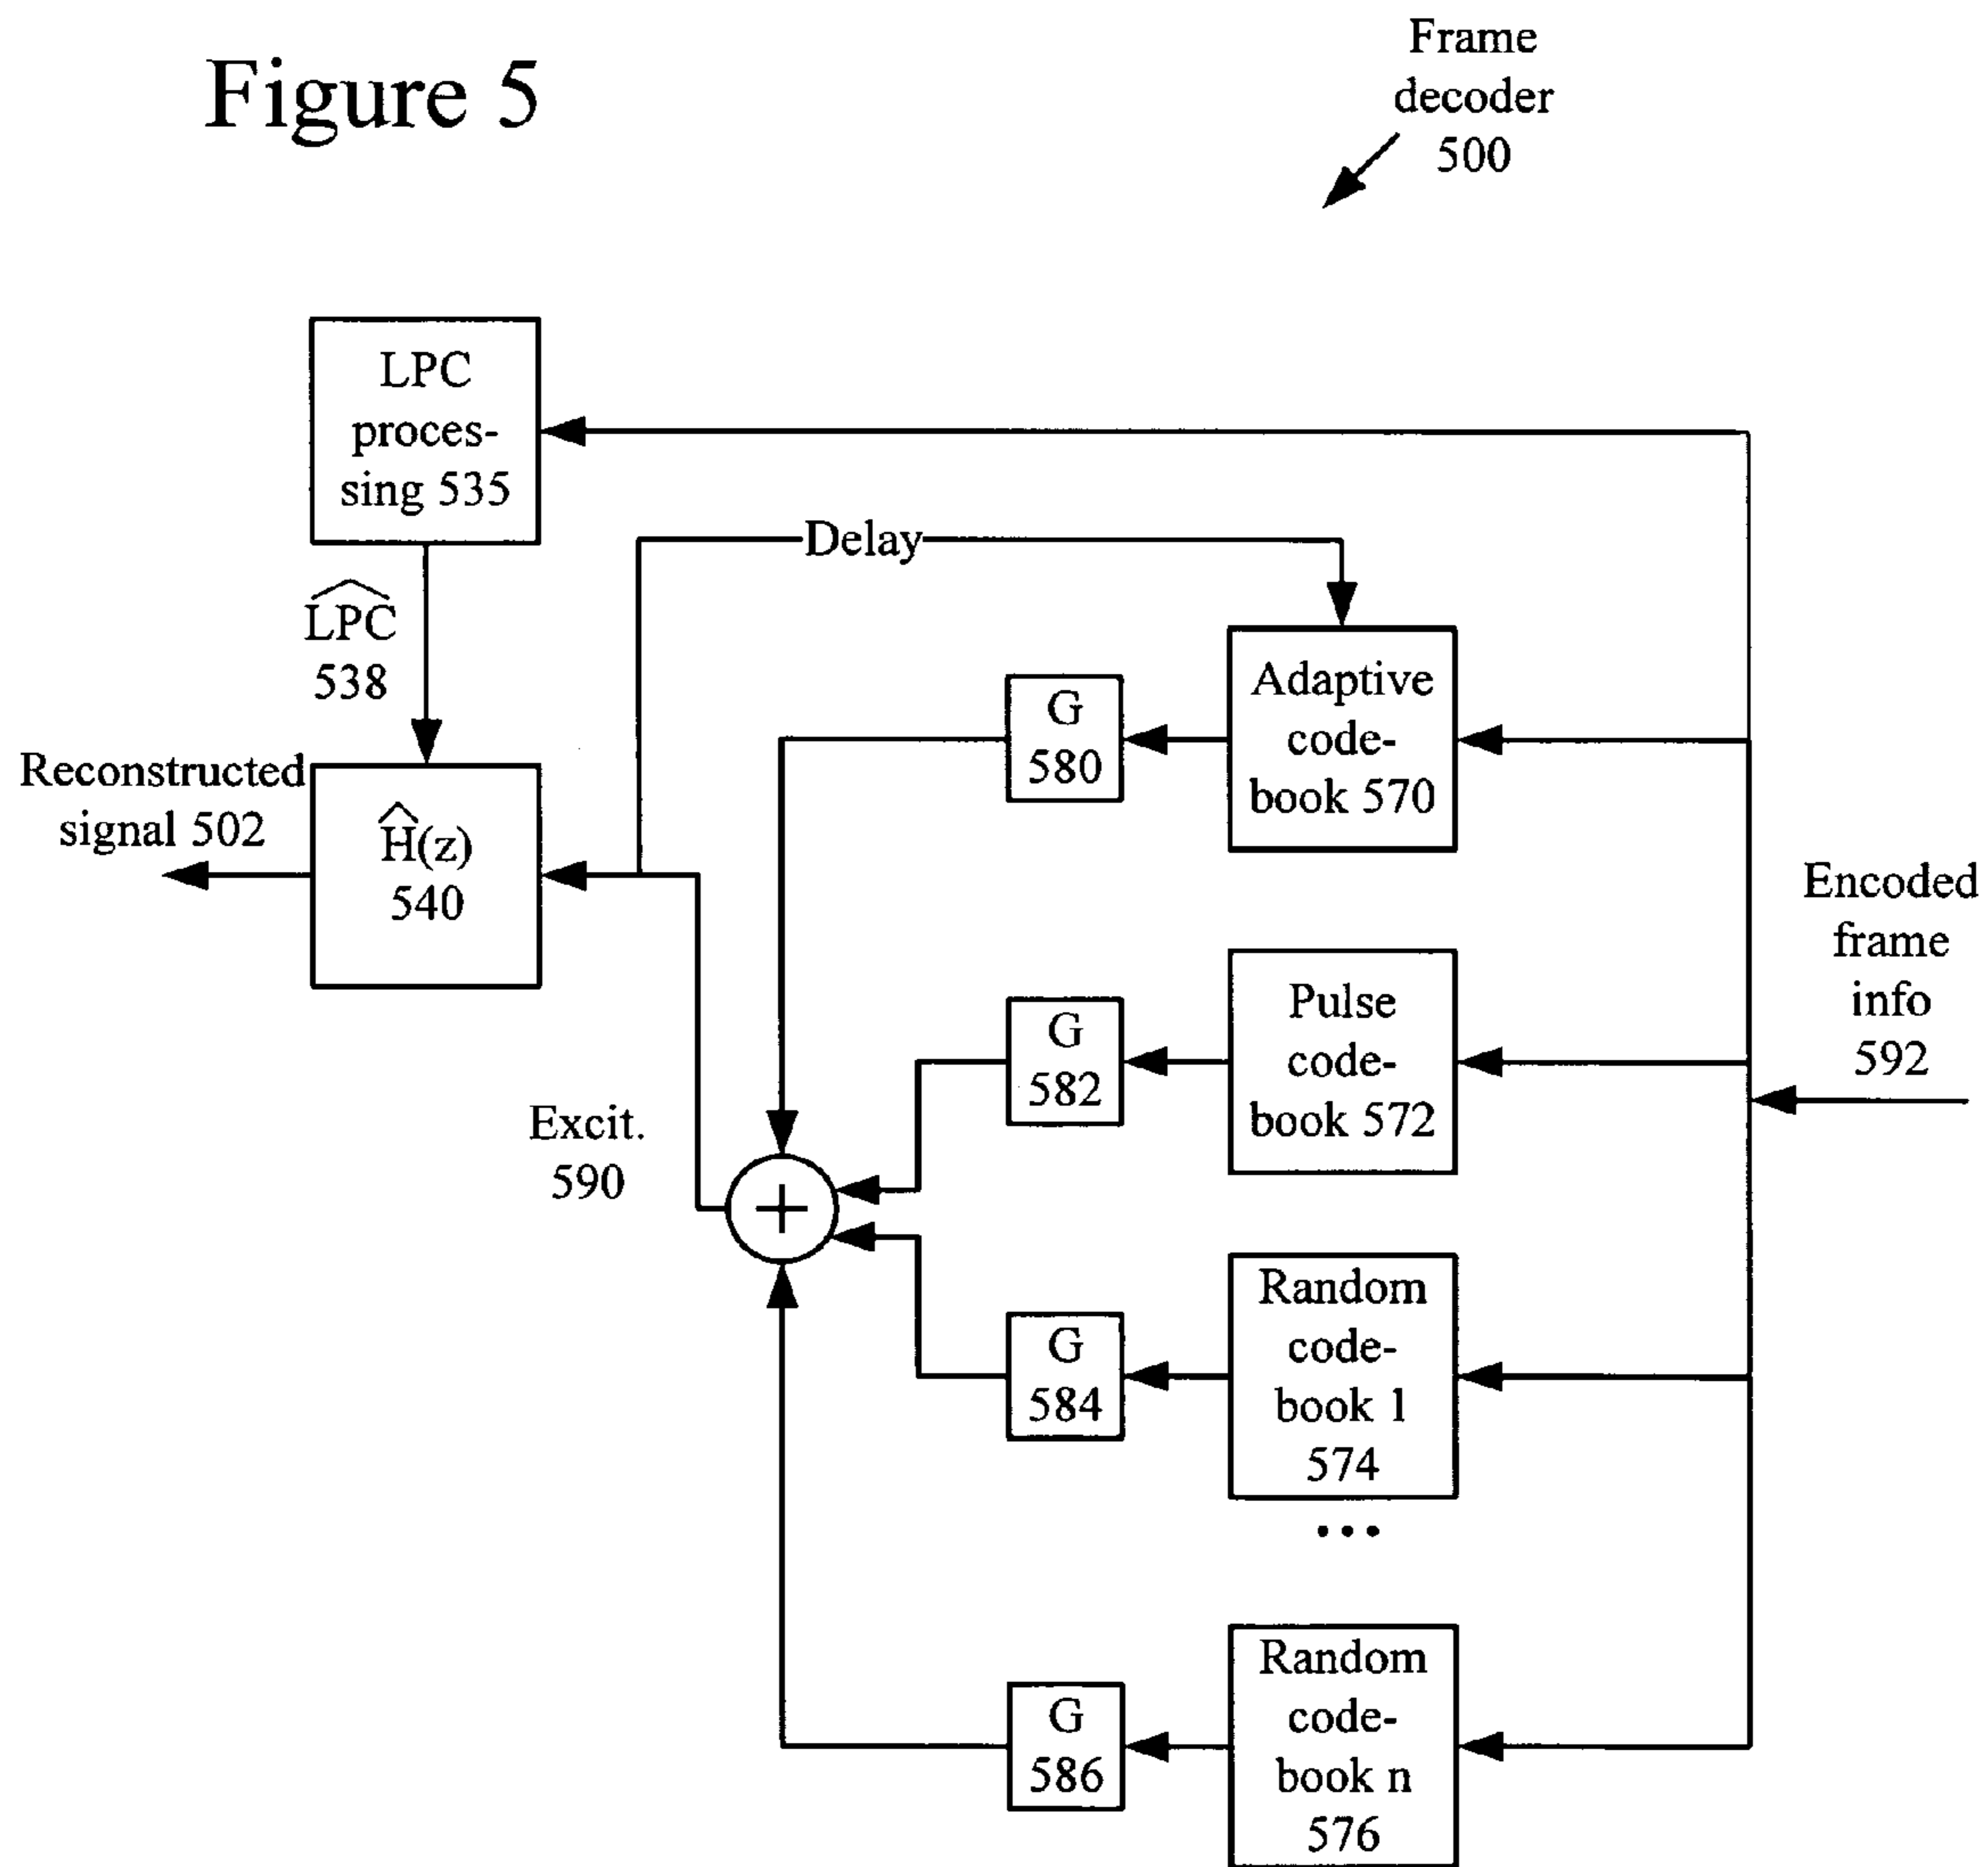 Figure 5
Frame
decoder
500
LPC
proces-
sing 535
Delay
LPC
538
Adaptive
code-
book 570
G
580
Reconstructed
signal 502
Ĥ(z)
540
Encoded
frame
info
592
Pulse
code-
book 572
G
582
Excit.
590
+
Random
code-
book 1
574
G
584
...
Random
code-
book n
576
G
586